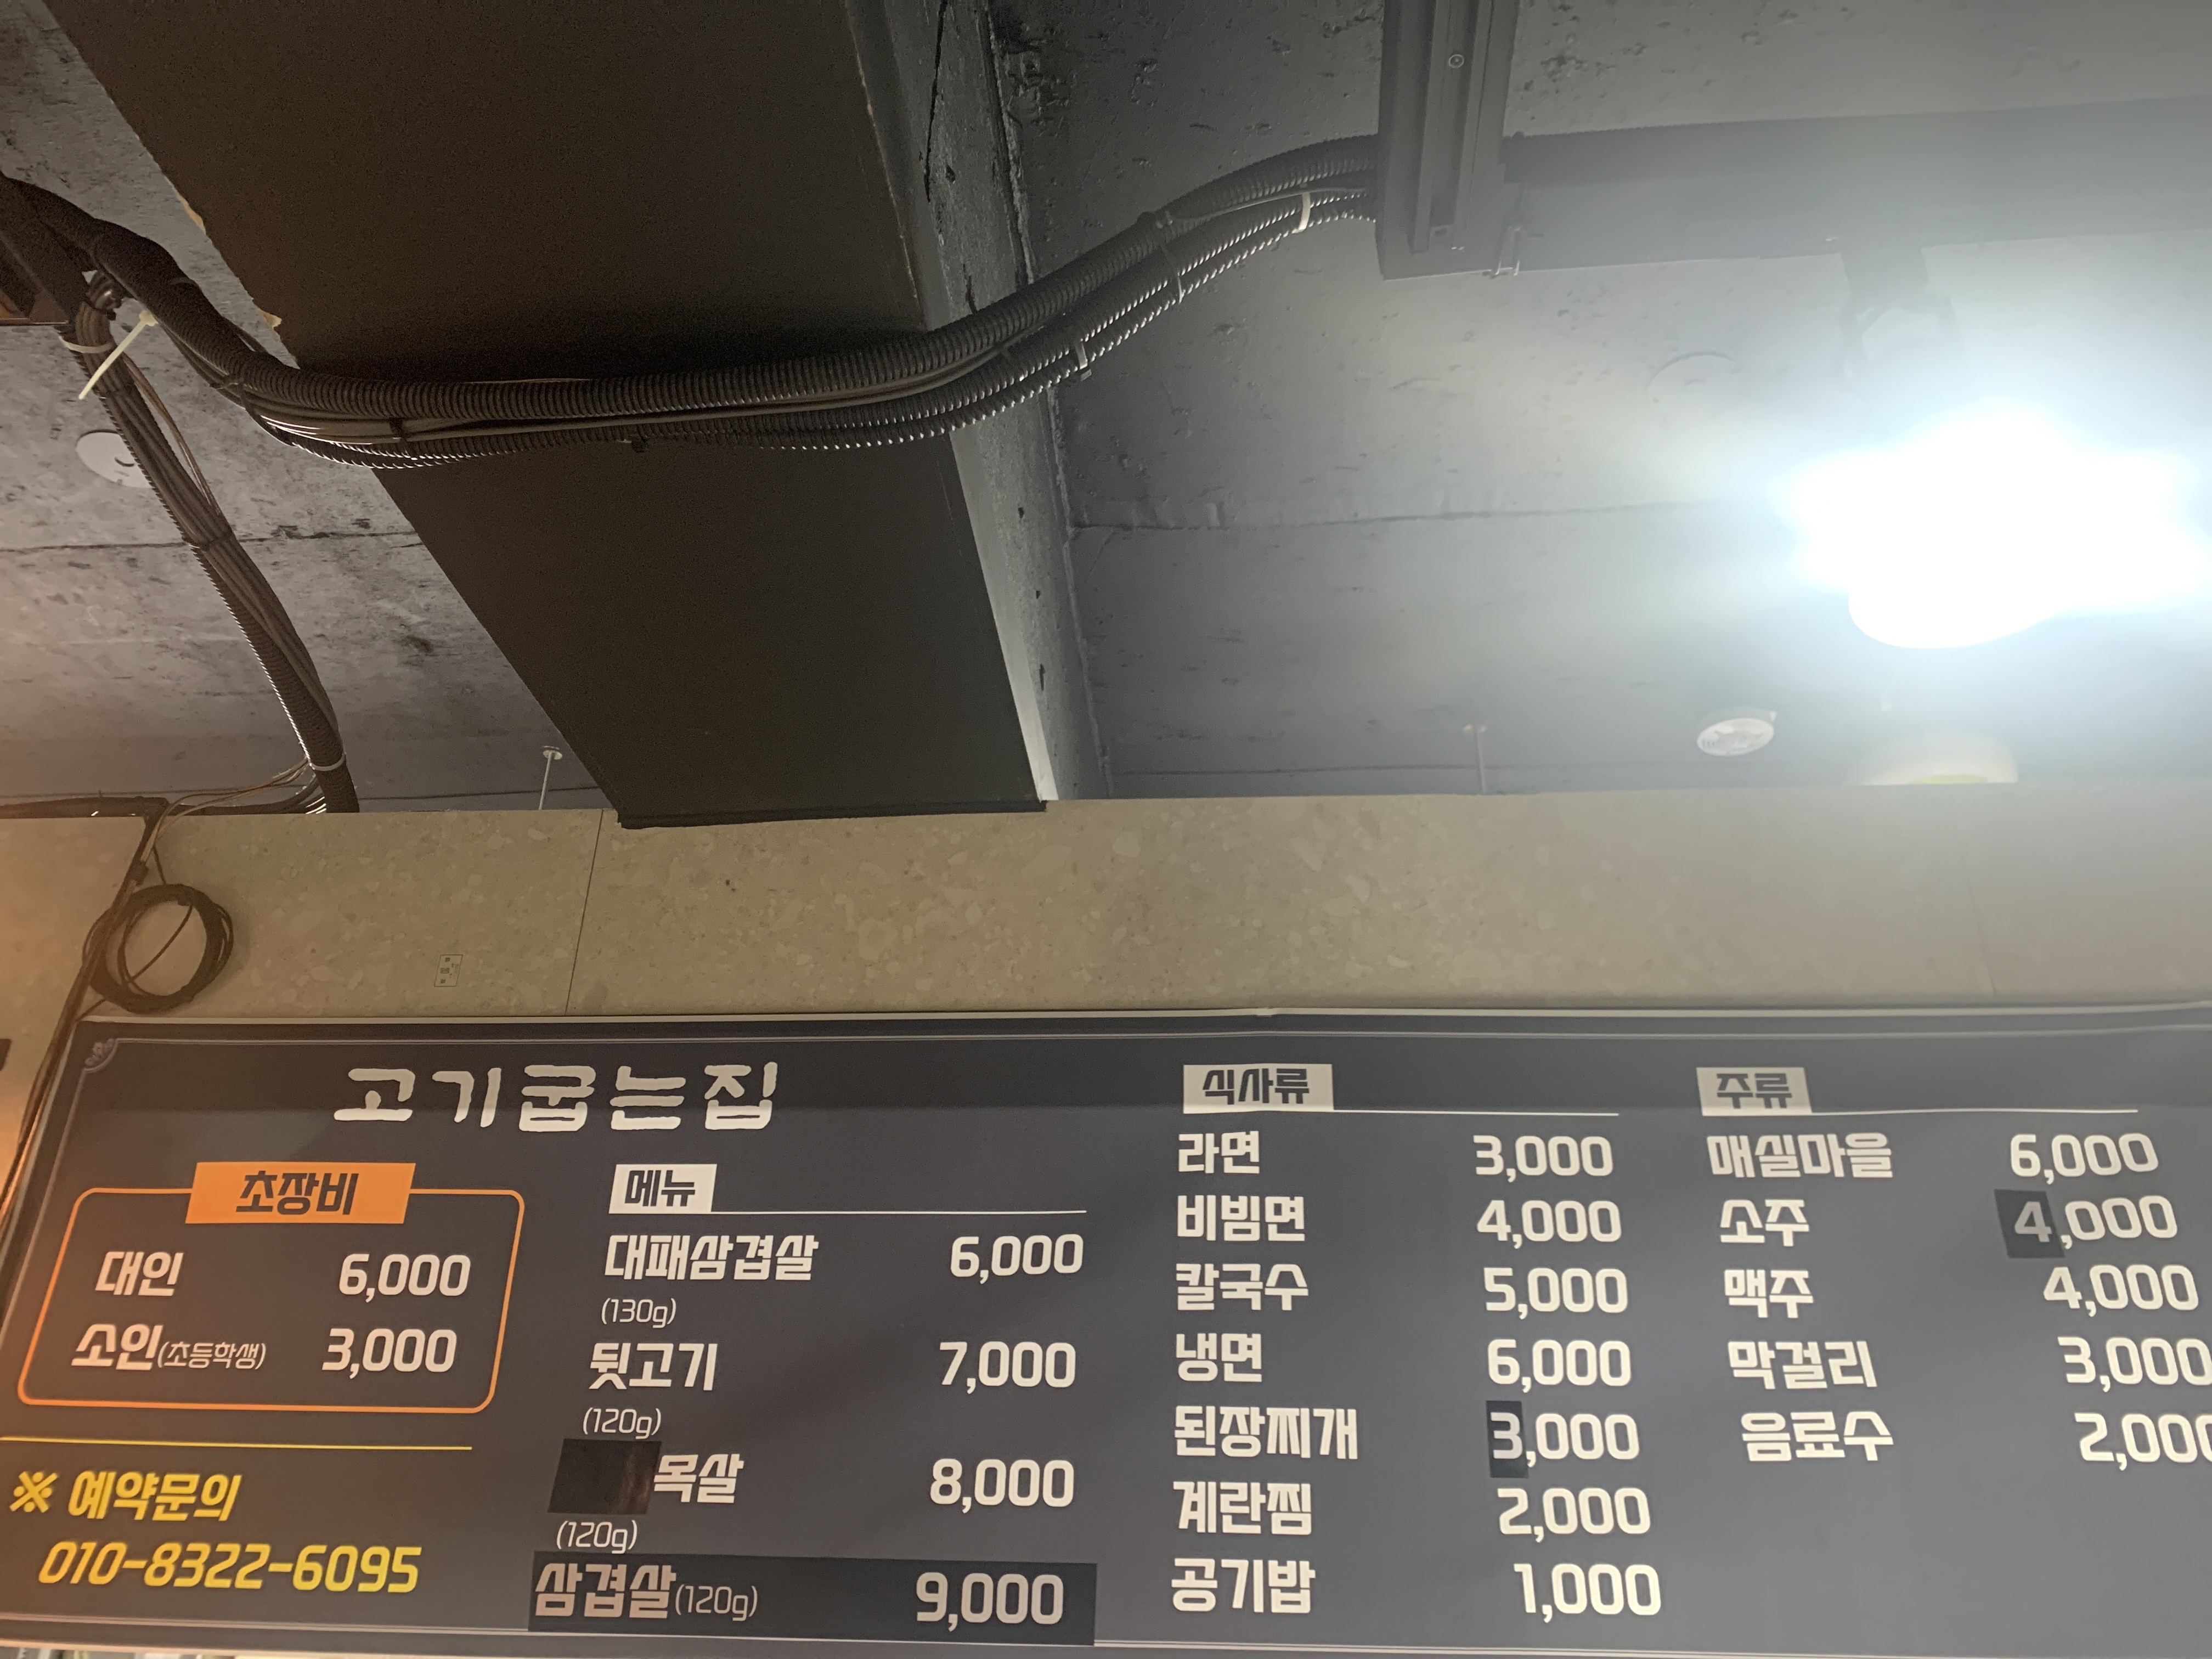 고기굽는집
초장비
대인 6,000
소인(초등학생) 3,000
※ 예약문의
010-8322-6095
메뉴
대패삼겹살 6,000
(130g)
뒷고기 7,000
(120g)
목살 8,000
(120g)
삼겹살(120g) 9,000
식사류
라면 3,000
비빔면 4,000
칼국수 5,000
냉면 6,000
된장찌개 3,000
계란찜 2,000
공기밥 1,000
주류
매실마을 6,000
소주 4,000
맥주 4,000
막걸리 3,000
음료수 2,000